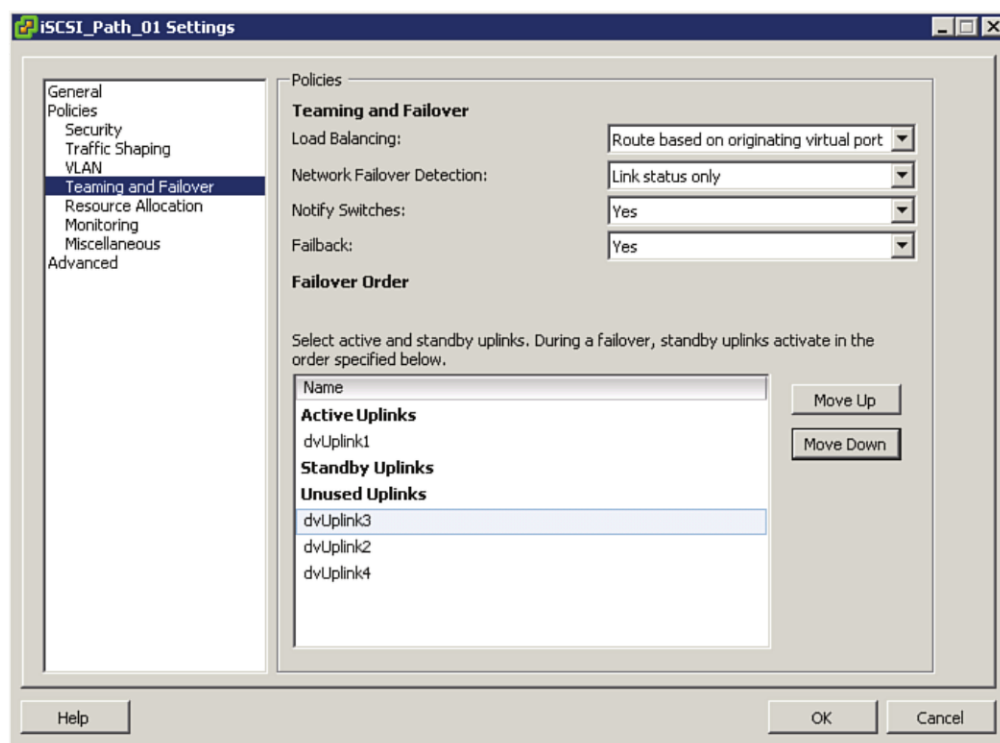 iSCSI_Path_01 Settings
General
Policies
Security
Traffic Shaping
VLAN
Teaming and Failover
Resource Allocation
Monitoring
Miscellaneous
Advanced
Policies
Teaming and Failover
Load Balancing: Route based on originating virtual port
Network Failover Detection: Link status only
Notify Switches: Yes
Failback: Yes
Failover Order
Select active and standby uplinks. During a failover, standby uplinks activate in the
order specified below.
Name
Active Uplinks
dvUplink1
Standby Uplinks
Unused Uplinks
dvUplink3
dvUplink2
dvUplink4
Move Up
Move Down
Help
OK
Cancel